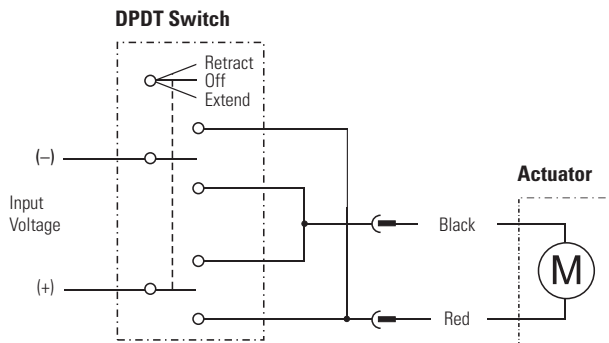 DPDT Switch
Retract
Off
Extend
(–)
Input
Voltage
(+)
Actuator
Black
M
Red